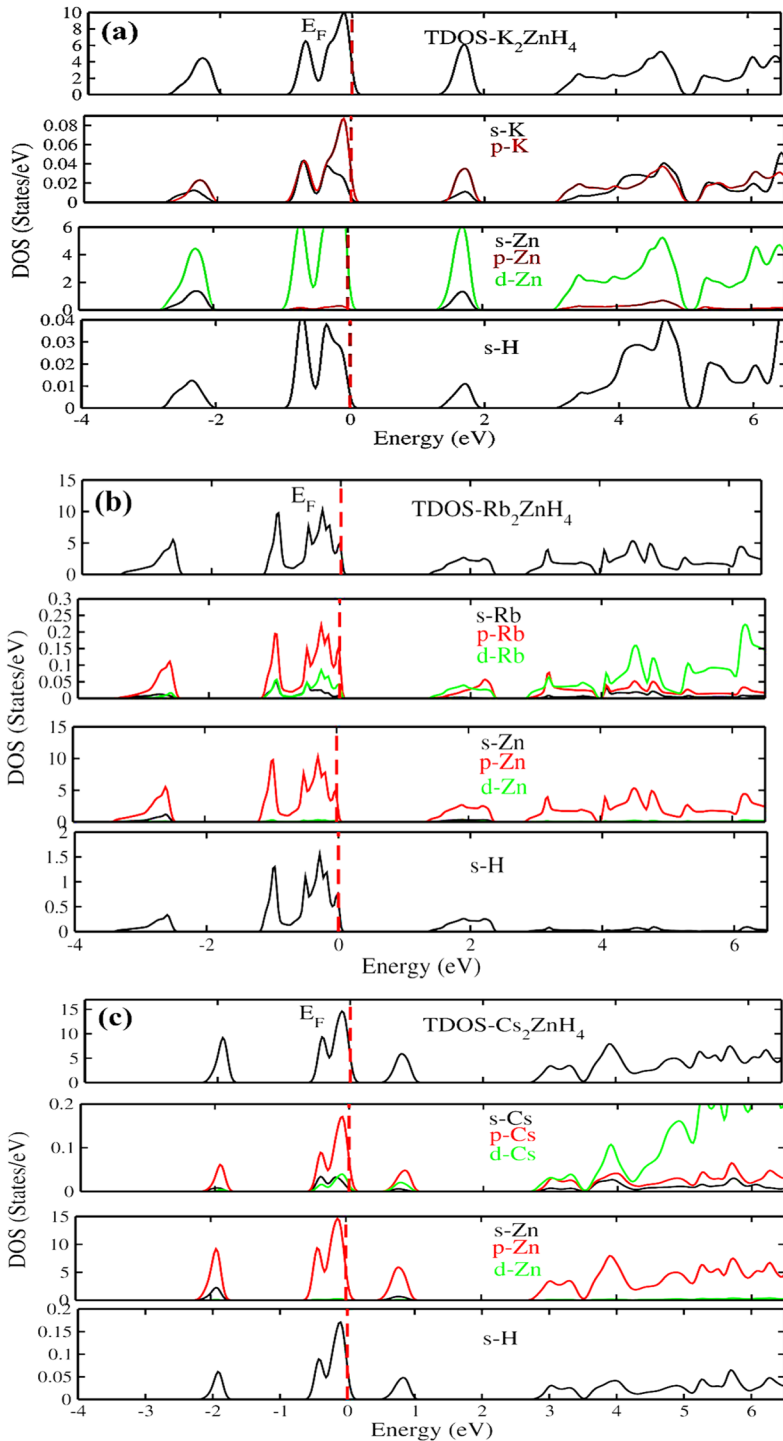 (a)
E_F
TDOS-K₂ZnH₄
10
8
6
4
2
0
s-K
p-K
0.08
0.06
0.04
0.02
0
s-Zn
p-Zn
d-Zn
6
4
2
0
s-H
0.04
0.03
0.02
0.01
0
DOS (States/eV)
-4 -2 0 2 4 6
Energy (eV)
(b)
E_F
TDOS-Rb₂ZnH₄
15
10
5
0
s-Rb
p-Rb
d-Rb
0.3
0.25
0.2
0.15
0.1
0.05
0
s-Zn
p-Zn
d-Zn
15
10
5
0
s-H
2
1.5
1
0.5
0
DOS (States/eV)
-4 -2 0 2 4 6
Energy (eV)
(c)
E_F
TDOS-Cs₂ZnH₄
15
10
5
0
s-Cs
p-Cs
d-Cs
0.2
0.1
0
s-Zn
p-Zn
d-Zn
15
10
5
0
s-H
0.2
0.15
0.1
0.05
0
DOS (States/eV)
-4 -3 -2 -1 0 1 2 3 4 5 6
Energy (eV)